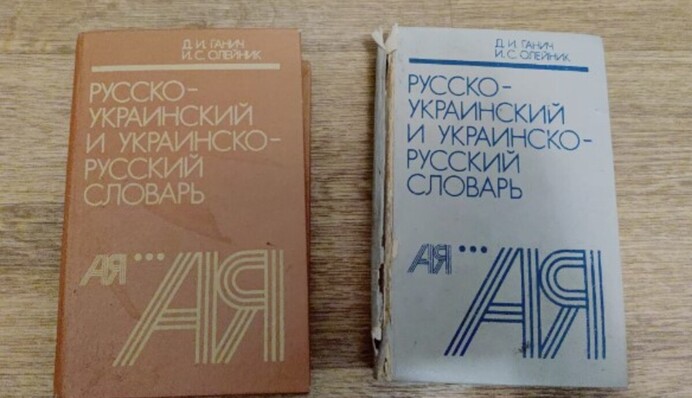 Д. И. ГАНИЧ
И. С. ОЛЕЙНИК
РУССКО-
УКРАИНСКИЙ
И УКРАИНСКО-
РУССКИЙ
СЛОВАРЬ
АЯ...АЯ
Д. И. ГАНИЧ
И. С. ОЛЕЙНИК
РУССКО-
УКРАИНСКИЙ
И УКРАИНСКО-
РУССКИЙ
СЛОВАРЬ
АЯ...АЯ